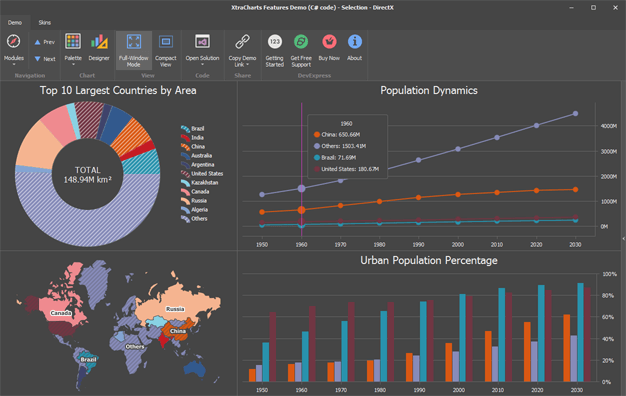 XtraCharts Features Demo (C# code) - Selection - DirectX
Demo Skins
Modules
Prev
Next
Palette
Designer
Full-Window Mode
Compact View
Open Solution
Copy Demo Link
Getting Started
Get Free Support
Buy Now
About
Navigation
Chart
View
Code
Share
DevExpress
Top 10 Largest Countries by Area
TOTAL
148.94M km²
Brazil
India
China
Australia
Argentina
United States
Kazakhstan
Canada
Russia
Algeria
Others
Population Dynamics
1960
China: 650.66M
Others: 1503.41M
Brazil: 71.69M
United States: 180.67M
4000M
3000M
2000M
1000M
0M
1950 1960 1970 1980 1990 2000 2010 2020 2030
Canada
Russia
China
Others
Brazil
Urban Population Percentage
100%
80%
60%
40%
20%
0%
1950 1960 1970 1980 1990 2000 2010 2020 2030